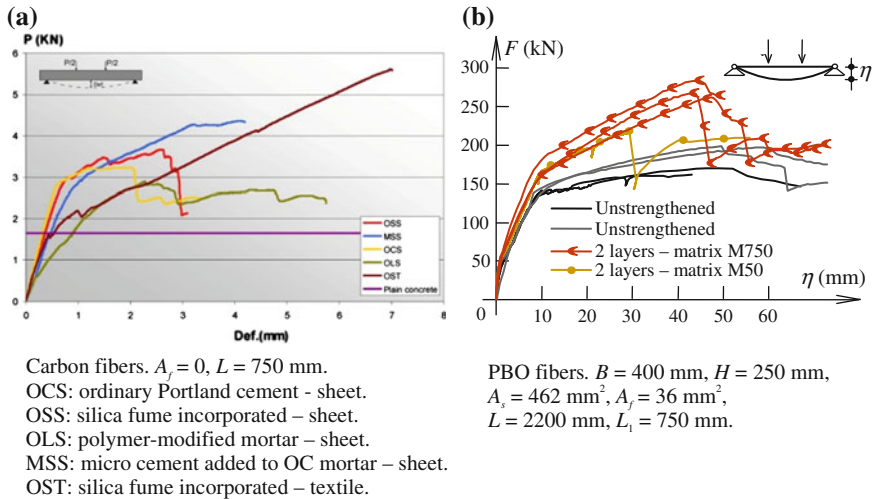 (a)
P (KN)
P/2 P/2
6
5
4
3
2
1
0
0 1 2 3 4 5 6 7 8
Def.(mm)
OSS
MSS
OCS
OLS
OST
Plain concrete
Carbon fibers. A_f = 0, L = 750 mm.
OCS: ordinary Portland cement - sheet.
OSS: silica fume incorporated – sheet.
OLS: polymer-modified mortar – sheet.
MSS: micro cement added to OC mortar – sheet.
OST: silica fume incorporated – textile.
(b)
F (kN)
η
300
250
200
150
100
50
0
10 20 30 40 50 60
η (mm)
Unstrengthened
Unstrengthened
2 layers – matrix M750
2 layers – matrix M50
PBO fibers. B = 400 mm, H = 250 mm,
A_s = 462 mm², A_f = 36 mm²,
L = 2200 mm, L₁ = 750 mm.